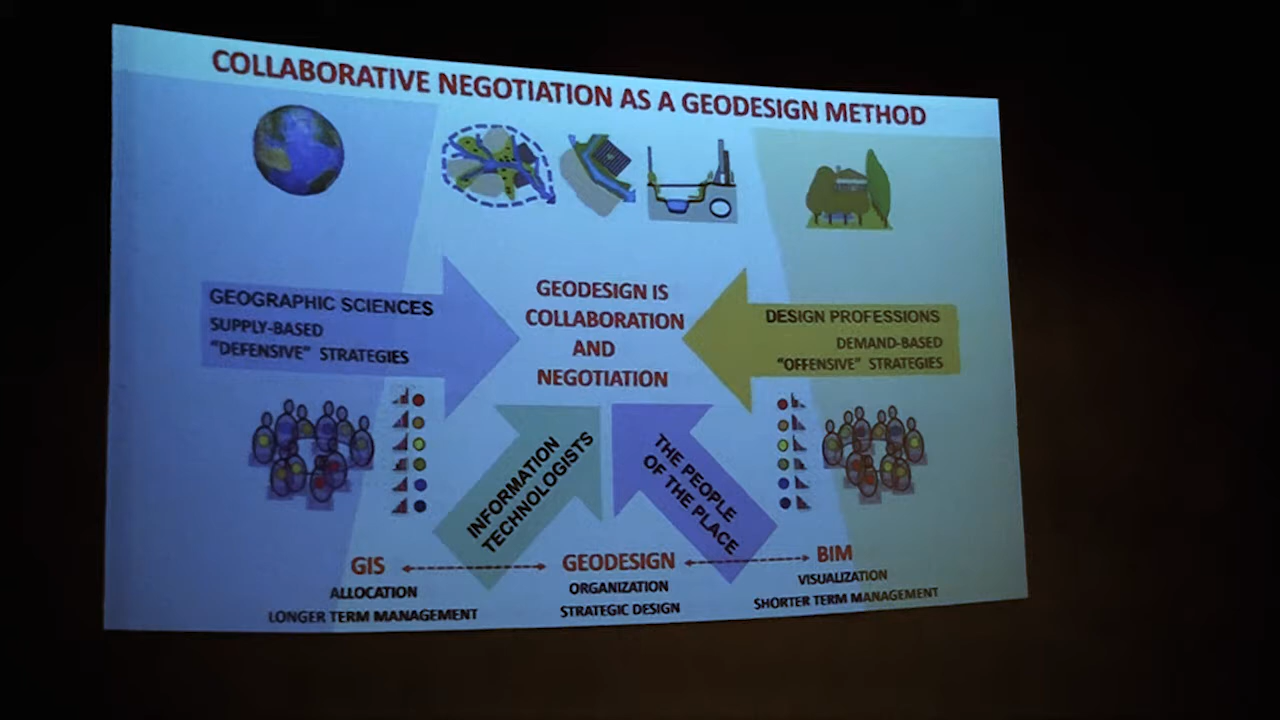 COLLABORATIVE NEGOTIATION AS A GEODESIGN METHOD
GEOGRAPHIC SCIENCES
SUPPLY-BASED
"DEFENSIVE" STRATEGIES
GEODESIGN IS
COLLABORATION
AND
NEGOTIATION
DESIGN PROFESSIONS
DEMAND-BASED
"OFFENSIVE" STRATEGIES
INFORMATION
TECHNOLOGISTS
THE PEOPLE
OF THE PLACE
GIS
ALLOCATION
LONGER TERM MANAGEMENT
GEODESIGN
ORGANIZATION
STRATEGIC DESIGN
BIM
VISUALIZATION
SHORTER TERM MANAGEMENT